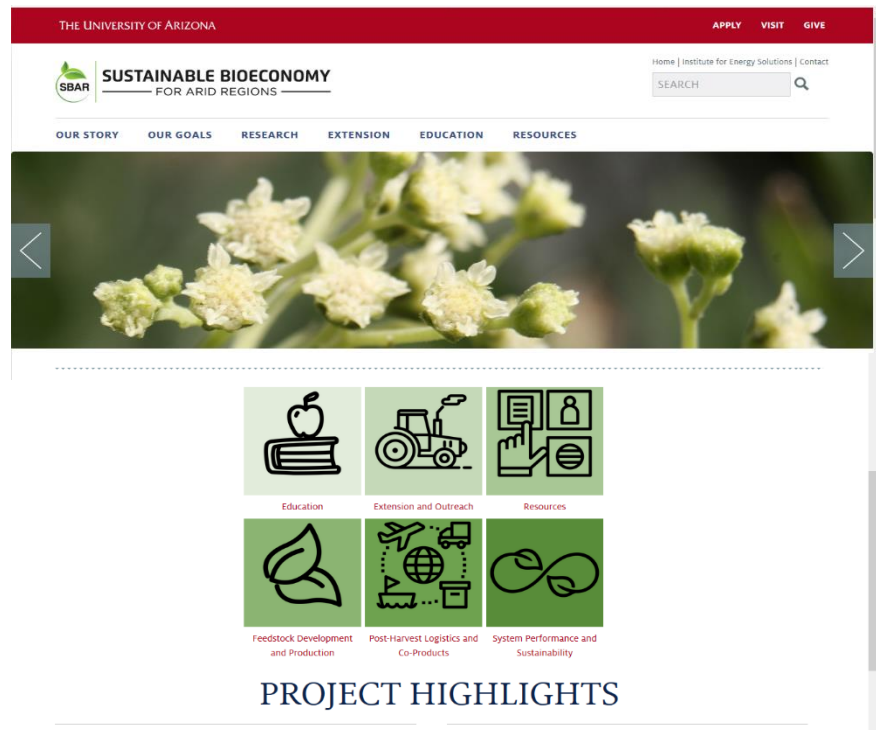 THE UNIVERSITY OF ARIZONA
APPLY VISIT GIVE
Home | Institute for Energy Solutions | Contact
SBAR
SUSTAINABLE BIOECONOMY
FOR ARID REGIONS
SEARCH
OUR STORY OUR GOALS RESEARCH EXTENSION EDUCATION RESOURCES
Education Extension and Outreach Resources
Feedstock Development
and Production
Post-Harvest Logistics and
Co-Products
System Performance and
Sustainability
PROJECT HIGHLIGHTS